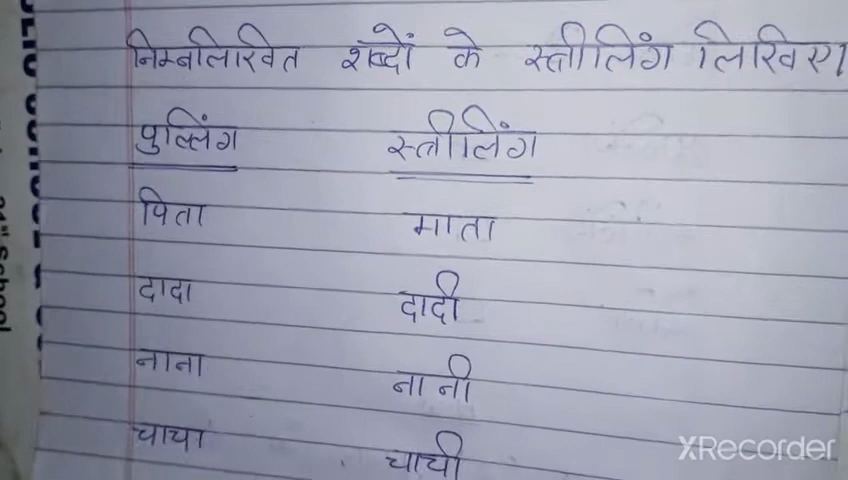 निम्नलिखित शब्दों के स्त्रीलिंग लिखिए।
पुल्लिंग स्त्रीलिंग
पिता माता
दादा दादी
नाना नानी
चाचा चाची
XRecorder